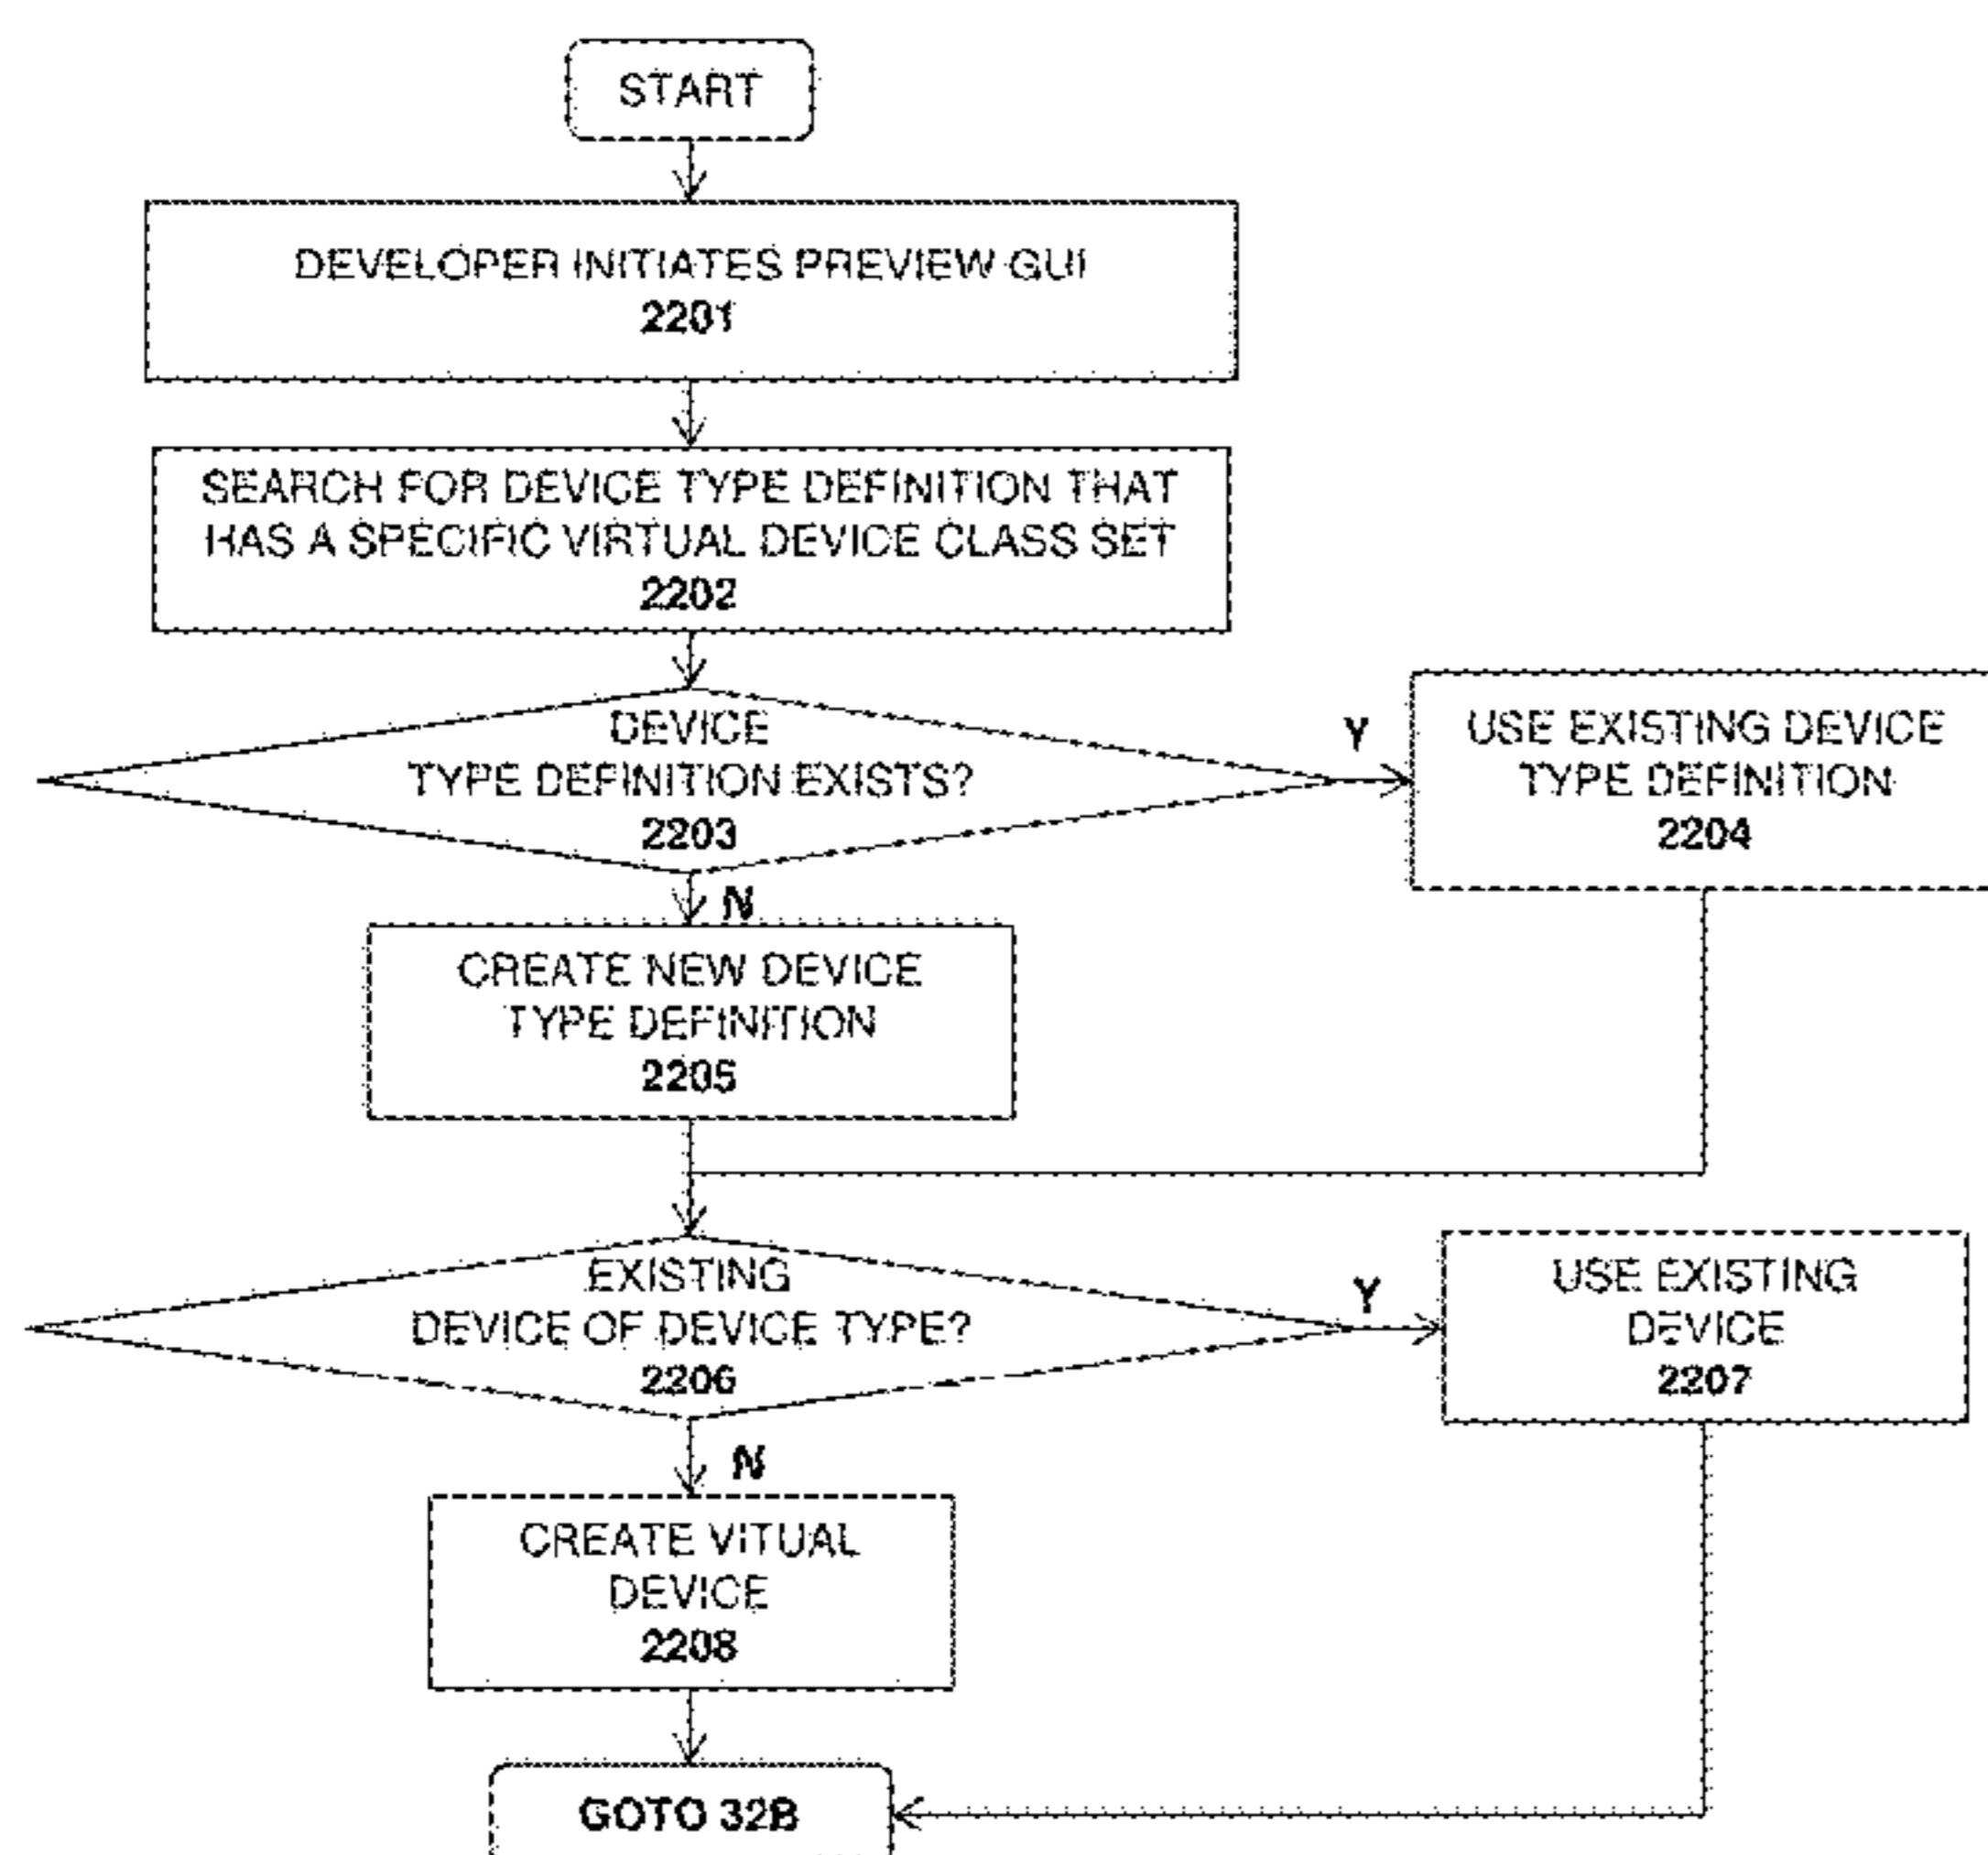 START
DEVELOPER INITIATES PREVIEW GUI
2201
SEARCH FOR DEVICE TYPE DEFINITION THAT
HAS A SPECIFIC VIRTUAL DEVICE CLASS SET
2202
DEVICE
TYPE DEFINITION EXISTS?
2203
Y
USE EXISTING DEVICE
TYPE DEFINITION
2204
N
CREATE NEW DEVICE
TYPE DEFINITION
2205
EXISTING
DEVICE OF DEVICE TYPE?
2206
Y
USE EXISTING
DEVICE
2207
N
CREATE VITUAL
DEVICE
2208
GOTO 32B